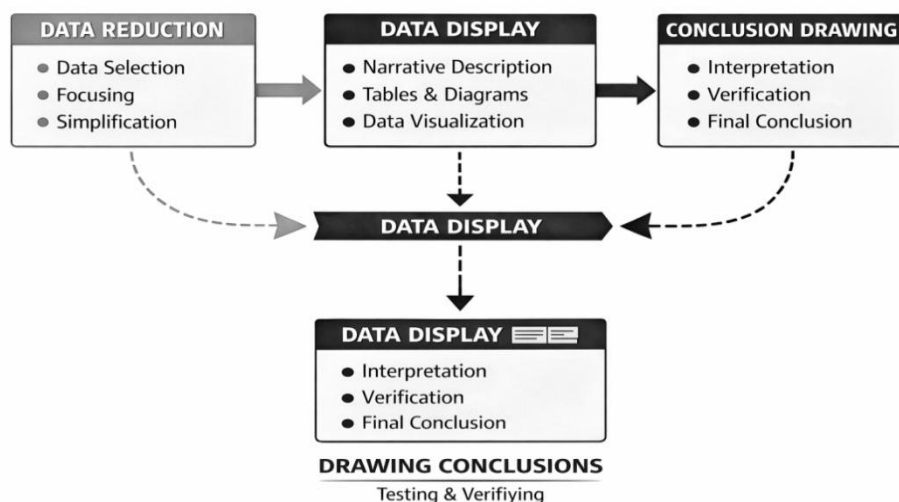 DATA REDUCTION
Data Selection
Focusing
Simplification
DATA DISPLAY
Narrative Description
Tables & Diagrams
Data Visualization
CONCLUSION DRAWING
Interpretation
Verification
Final Conclusion
DATA DISPLAY
DATA DISPLAY
Interpretation
Verification
Final Conclusion
DRAWING CONCLUSIONS
Testing & Verifiying